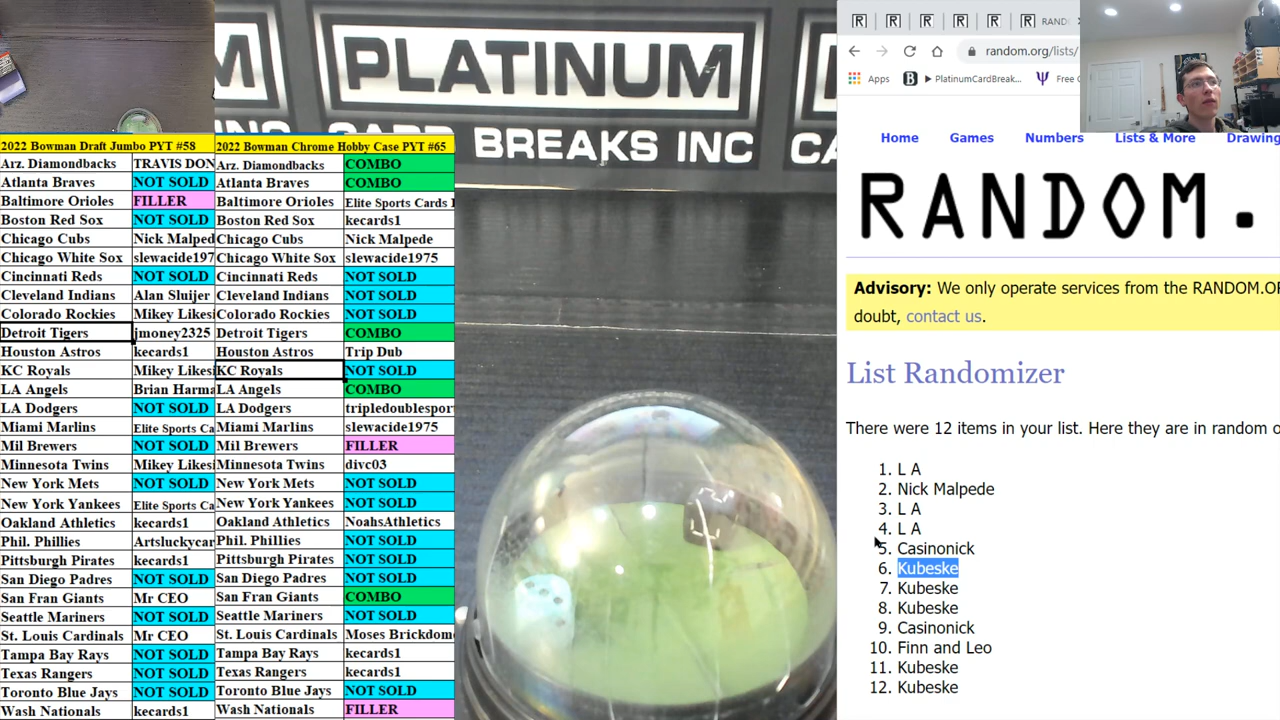 PLATINUM
CARD BREAKS INC
2022 Bowman Draft Jumbo PYT #58
Arz. Diamondbacks TRAVIS DON
Atlanta Braves NOT SOLD
Baltimore Orioles FILLER
Boston Red Sox NOT SOLD
Chicago Cubs Nick Malped
Chicago White Sox slewacide197
Cincinnati Reds NOT SOLD
Cleveland Indians Alan Sluijer
Colorado Rockies Mikey Likesi
Detroit Tigers jmoney2325
Houston Astros kecards1
KC Royals Mikey Likesi
LA Angels Brian Harma
LA Dodgers NOT SOLD
Miami Marlins Elite Sports Ca
Mil Brewers NOT SOLD
Minnesota Twins Mikey Likesi
New York Mets NOT SOLD
New York Yankees Elite Sports Ca
Oakland Athletics kecards1
Phil. Phillies Artsluckycar
Pittsburgh Pirates kecards1
San Diego Padres NOT SOLD
San Fran Giants Mr CEO
Seattle Mariners NOT SOLD
St. Louis Cardinals Mr CEO
Tampa Bay Rays NOT SOLD
Texas Rangers NOT SOLD
Toronto Blue Jays NOT SOLD
Wash Nationals kecards1
2022 Bowman Chrome Hobby Case PYT #65
Arz. Diamondbacks COMBO
Atlanta Braves COMBO
Baltimore Orioles Elite Sports Cards
Boston Red Sox kecards1
Chicago Cubs Nick Malpede
Chicago White Sox slewacide1975
Cincinnati Reds NOT SOLD
Cleveland Indians NOT SOLD
Colorado Rockies NOT SOLD
Detroit Tigers COMBO
Houston Astros Trip Dub
KC Royals NOT SOLD
LA Angels COMBO
LA Dodgers tripledoublespor
Miami Marlins slewacide1975
Mil Brewers FILLER
Minnesota Twins divc03
New York Mets NOT SOLD
New York Yankees NOT SOLD
Oakland Athletics NoahsAthletics
Phil. Phillies NOT SOLD
Pittsburgh Pirates NOT SOLD
San Diego Padres NOT SOLD
San Fran Giants COMBO
Seattle Mariners NOT SOLD
St. Louis Cardinals Moses Brickdom
Tampa Bay Rays kecards1
Texas Rangers kecards1
Toronto Blue Jays NOT SOLD
Wash Nationals FILLER
RAND
random.org/lists/
Apps PlatinumCardBreak... Free
Home Games Numbers Lists & More Drawing
RANDOM.
Advisory: We only operate services from the RANDOM.OR
doubt, contact us.
List Randomizer
There were 12 items in your list. Here they are in random o
1. L A
2. Nick Malpede
3. L A
4. L A
5. Casinonick
6. Kubeske
7. Kubeske
8. Kubeske
9. Casinonick
10. Finn and Leo
11. Kubeske
12. Kubeske